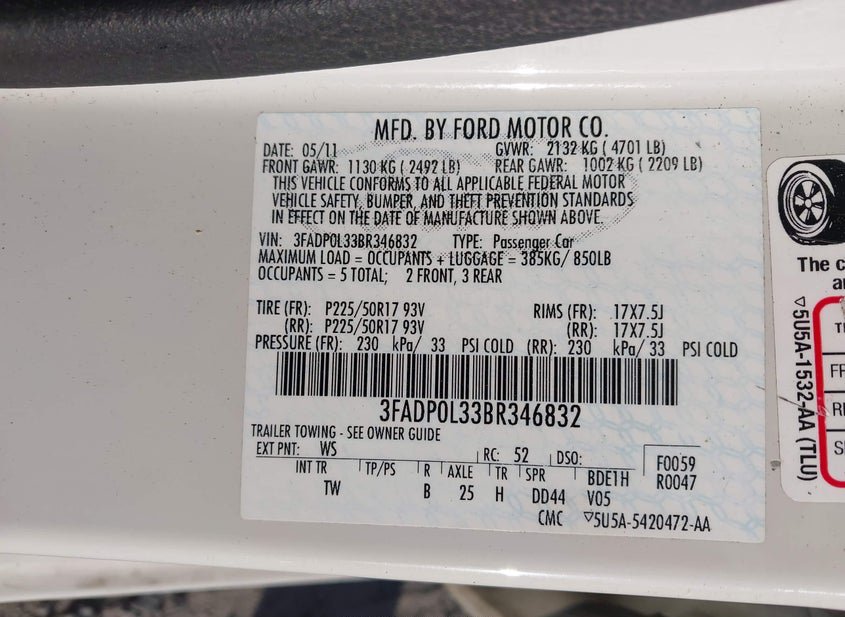 MFD. BY FORD MOTOR CO.
DATE: 05/11 GVWR: 2132 KG ( 4701 LB)
FRONT GAWR: 1130 KG ( 2492 LB) REAR GAWR: 1002 KG ( 2209 LB)
THIS VEHICLE CONFORMS TO ALL APPLICABLE FEDERAL MOTOR
VEHICLE SAFETY, BUMPER, AND THEFT PREVENTION STANDARDS
IN EFFECT ON THE DATE OF MANUFACTURE SHOWN ABOVE.
VIN: 3FADP0L33BR346832 TYPE: Passenger Car
MAXIMUM LOAD = OCCUPANTS + LUGGAGE = 385KG/ 850LB
OCCUPANTS = 5 TOTAL; 2 FRONT, 3 REAR
TIRE (FR): P225/50R17 93V RIMS (FR): 17X7.5J
(RR): P225/50R17 93V (RR): 17X7.5J
PRESSURE (FR): 230 kPa/ 33 PSI COLD (RR): 230 kPa/ 33 PSI COLD
3FADP0L33BR346832
TRAILER TOWING - SEE OWNER GUIDE
EXT PNT: WS RC: 52 DSO: F0059
INT TR TP/PS R AXLE TR SPR BDE1H R0047
TW B 25 H DD44 V05
CMC ▽5U5A-5420472-AA
The c
▽5U5A-1532-AA (TLU)